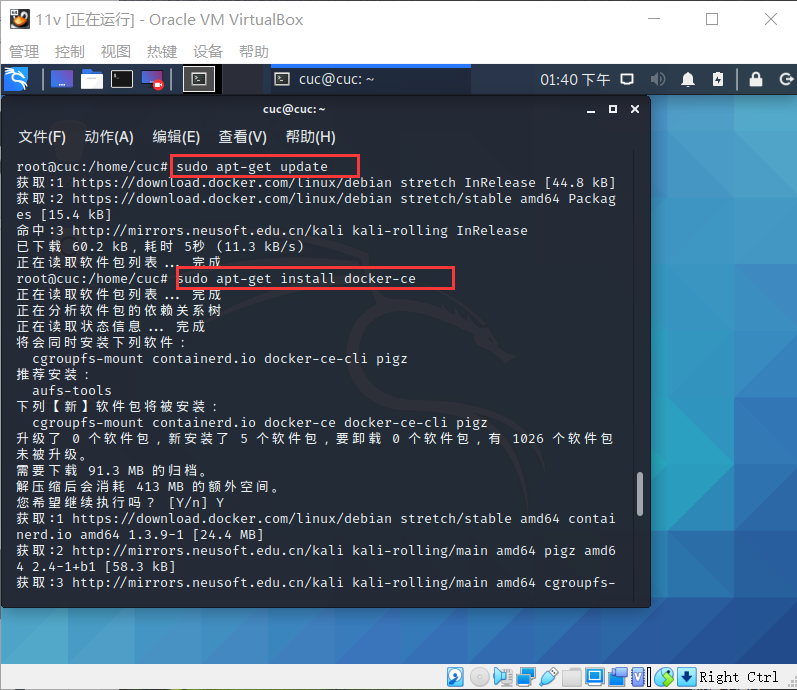 11v [正在运行] - Oracle VM VirtualBox
管理 控制 视图 热键 设备 帮助
cuc@cuc: ~ 01:40 下午
cuc@cuc: ~
文件(F) 动作(A) 编辑(E) 查看(V) 帮助(H)
root@cuc:/home/cuc# sudo apt-get update
获取:1 https://download.docker.com/linux/debian stretch InRelease [44.8 kB]
获取:2 https://download.docker.com/linux/debian stretch/stable amd64 Packag
es [15.4 kB]
命中:3 http://mirrors.neusoft.edu.cn/kali kali-rolling InRelease
已下载 60.2 kB，耗时 5秒 (11.3 kB/s)
正在读取软件包列表... 完成
root@cuc:/home/cuc# sudo apt-get install docker-ce
正在读取软件包列表... 完成
正在分析软件包的依赖关系树
正在读取状态信息... 完成
将会同时安装下列软件：
cgroupfs-mount containerd.io docker-ce-cli pigz
推荐安装：
aufs-tools
下列【新】软件包将被安装：
cgroupfs-mount containerd.io docker-ce docker-ce-cli pigz
升级了 0 个软件包，新安装了 5 个软件包，要卸载 0 个软件包，有 1026 个软件包
未被升级。
需要下载 91.3 MB 的归档。
解压缩后会消耗 413 MB 的额外空间。
您希望继续执行吗？ [Y/n] Y
获取:1 https://download.docker.com/linux/debian stretch/stable amd64 contai
nerd.io amd64 1.3.9-1 [24.4 MB]
获取:2 http://mirrors.neusoft.edu.cn/kali kali-rolling/main amd64 pigz amd6
4 2.4-1+b1 [58.3 kB]
获取:3 http://mirrors.neusoft.edu.cn/kali kali-rolling/main amd64 cgroupfs-
Right Ctrl